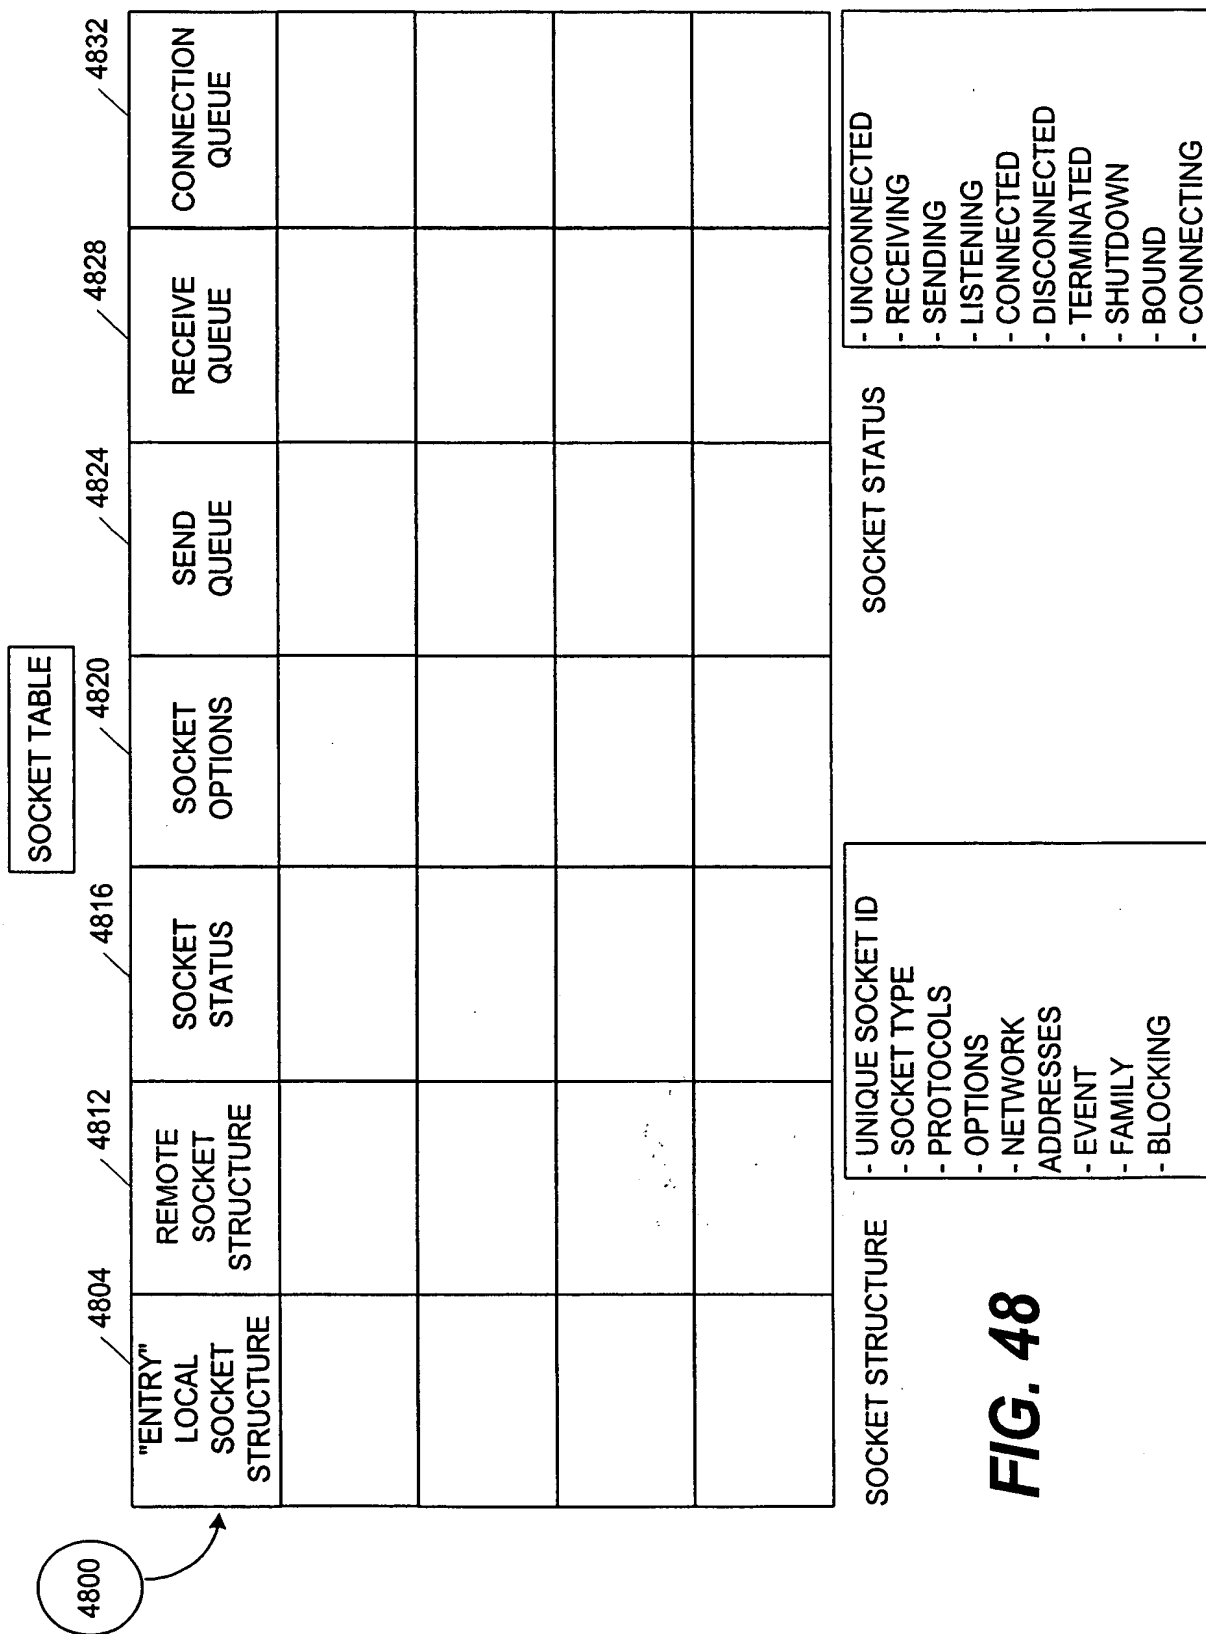 SOCKET TABLE
4800
4804
4812
4816
4820
4824
4828
4832
"ENTRY"
LOCAL
SOCKET
STRUCTURE
REMOTE
SOCKET
STRUCTURE
SOCKET
STATUS
SOCKET
OPTIONS
SEND
QUEUE
RECEIVE
QUEUE
CONNECTION
QUEUE
SOCKET STRUCTURE
- UNIQUE SOCKET ID
- SOCKET TYPE
- PROTOCOLS
- OPTIONS
- NETWORK
ADDRESSES
- EVENT
- FAMILY
- BLOCKING
SOCKET STATUS
- UNCONNECTED
- RECEIVING
- SENDING
- LISTENING
- CONNECTED
- DISCONNECTED
- TERMINATED
- SHUTDOWN
- BOUND
- CONNECTING
FIG. 48